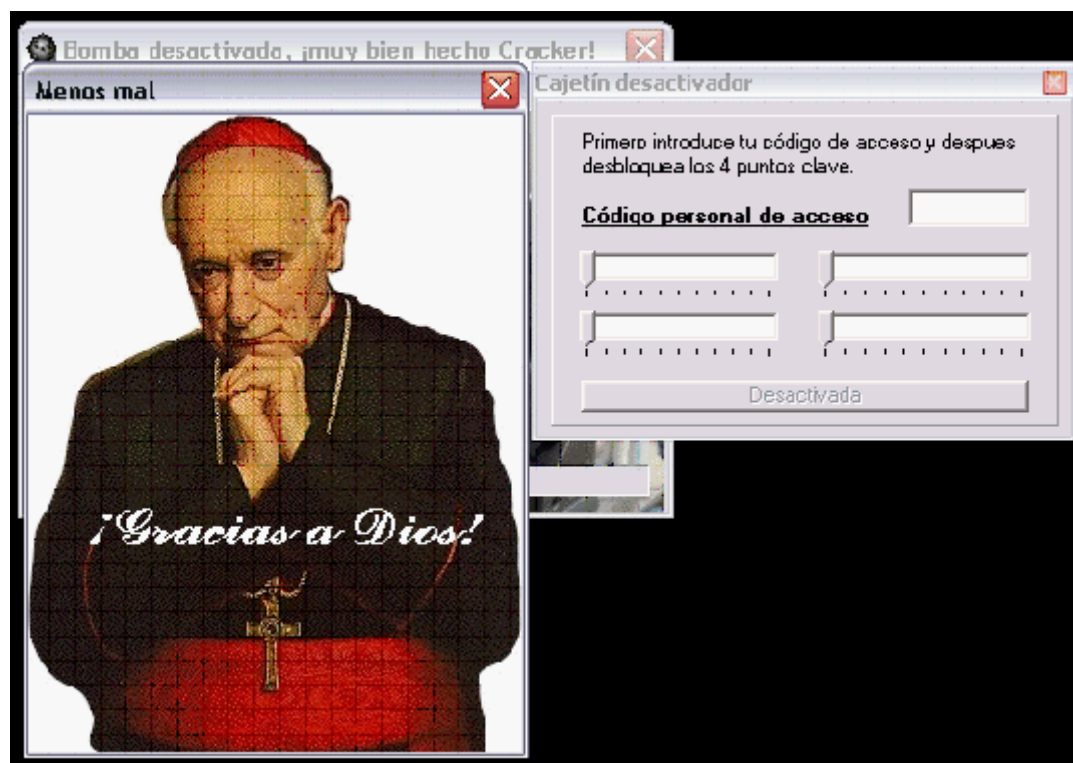 Bomba desactivada, ¡muy bien hecho Cracker!
Menos mal
¡Gracias a Dios!
Cajetín desactivador
Primero introduce tu código de acceso y despues
desbloquea los 4 puntos clave.
Código personal de acceso
Desactivada